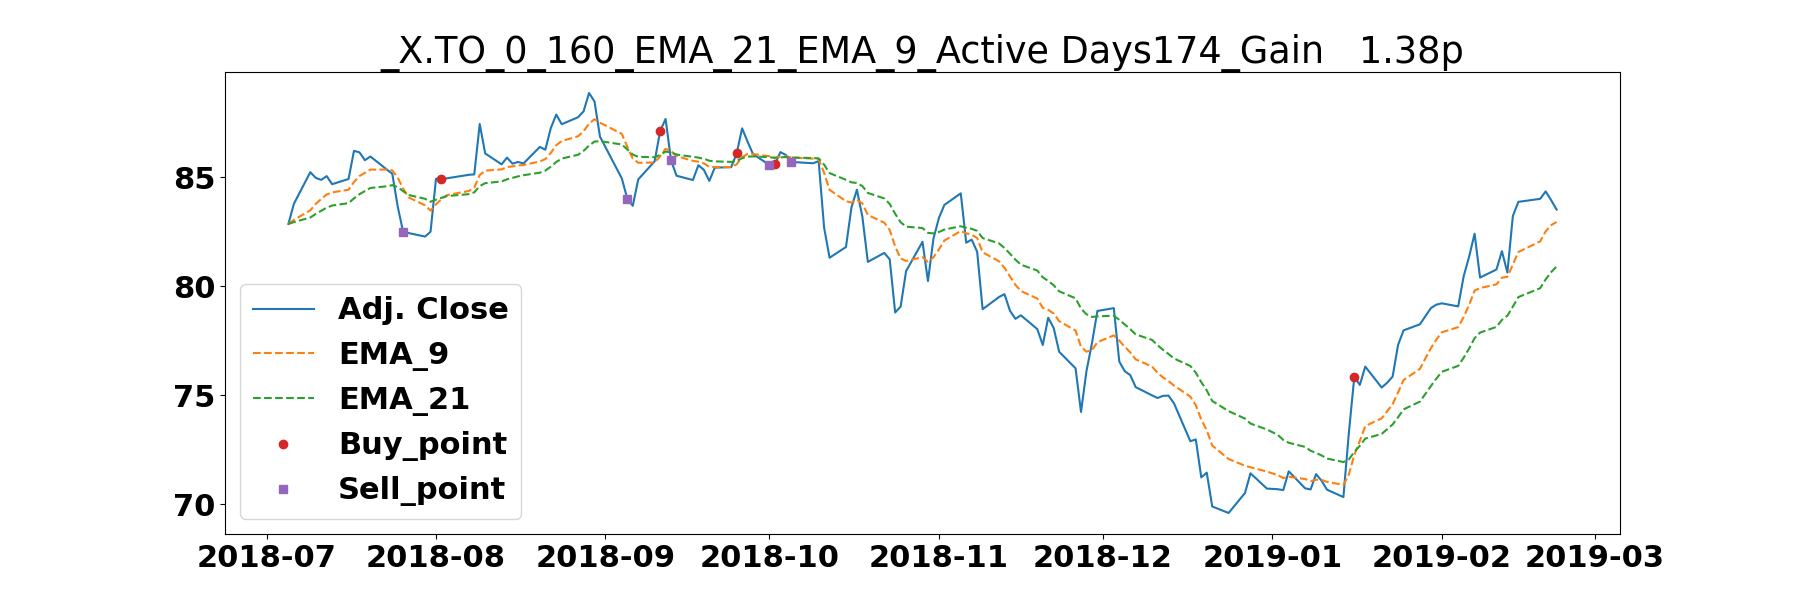 _X.TO_0_160_EMA_21_EMA_9_Active Days174_Gain   1.38p
85
80
75
70
Adj. Close
EMA_9
EMA_21
Buy_point
Sell_point
2018-07 2018-08 2018-09 2018-10 2018-11 2018-12 2019-01 2019-02 2019-03